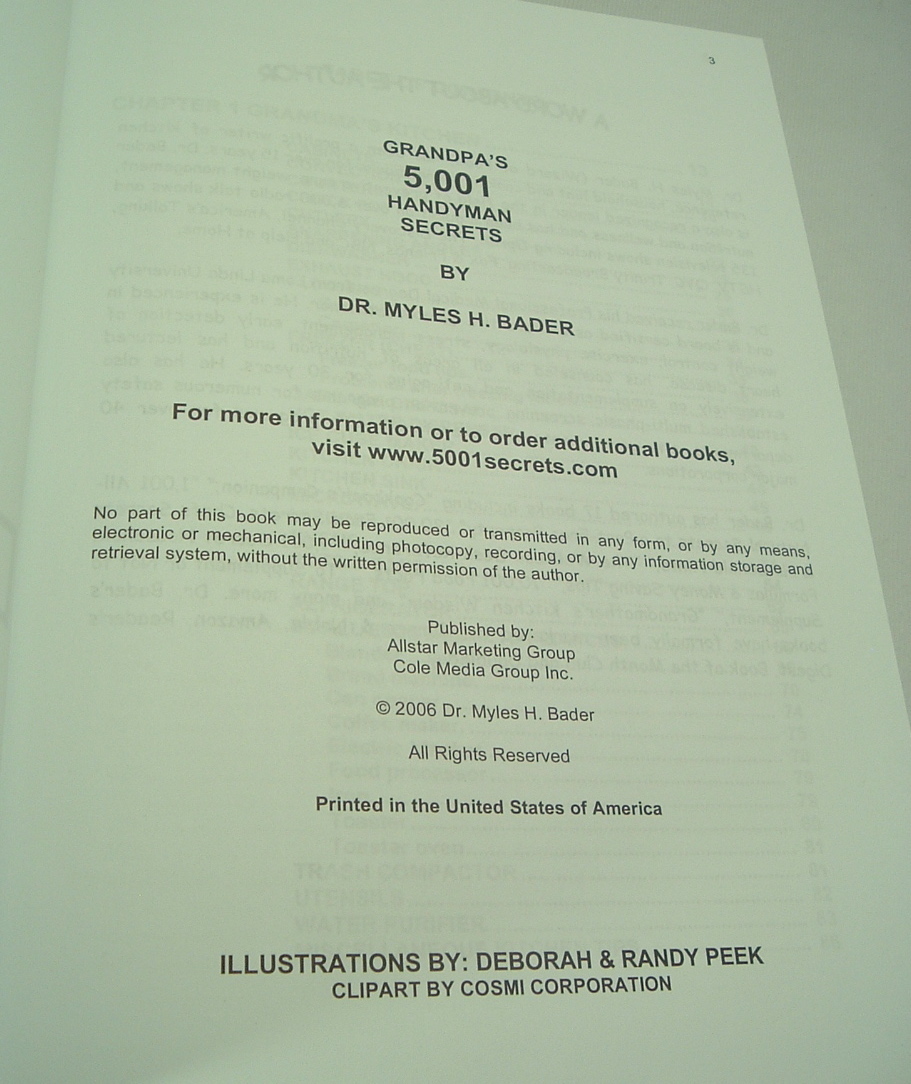 3
GRANDPA'S
5,001
HANDYMAN
SECRETS
BY
DR. MYLES H. BADER
For more information or to order additional books,
visit www.5001secrets.com
No part of this book may be reproduced or transmitted in any form, or by any means,
electronic or mechanical, including photocopy, recording, or by any information storage and
retrieval system, without the written permission of the author.
Published by:
Allstar Marketing Group
Cole Media Group Inc.
© 2006 Dr. Myles H. Bader
All Rights Reserved
Printed in the United States of America
ILLUSTRATIONS BY: DEBORAH & RANDY PEEK
CLIPART BY COSMI CORPORATION